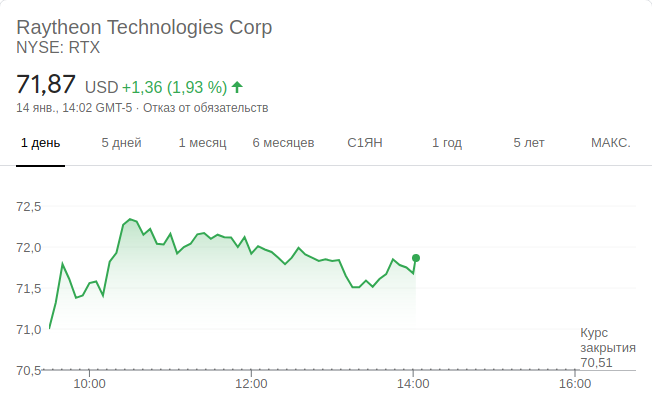 Raytheon Technologies Corp
NYSE: RTX
71,87 USD +1,36 (1,93 %)
14 янв., 14:02 GMT-5 · Отказ от обязательств
1 день 5 дней 1 месяц 6 месяцев С1ЯН 1 год 5 лет МАКС.
72,5
72,0
71,5
71,0
Курс
закрытия
70,51
70,5
10:00 12:00 14:00 16:00